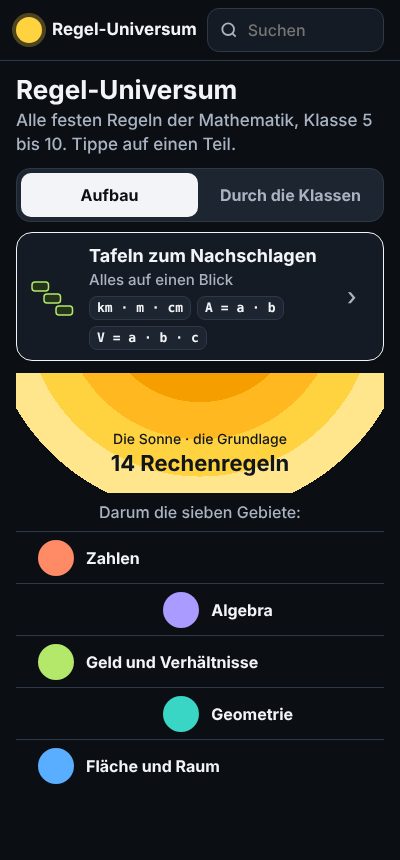 Regel-Universum
Suchen
Regel-Universum
Alle festen Regeln der Mathematik, Klasse 5
bis 10. Tippe auf einen Teil.
Aufbau
Durch die Klassen
Tafeln zum Nachschlagen
Alles auf einen Blick
km · m · cm
A = a · b
V = a · b · c
Die Sonne · die Grundlage
14 Rechenregeln
Darum die sieben Gebiete:
Zahlen
Algebra
Geld und Verhältnisse
Geometrie
Fläche und Raum